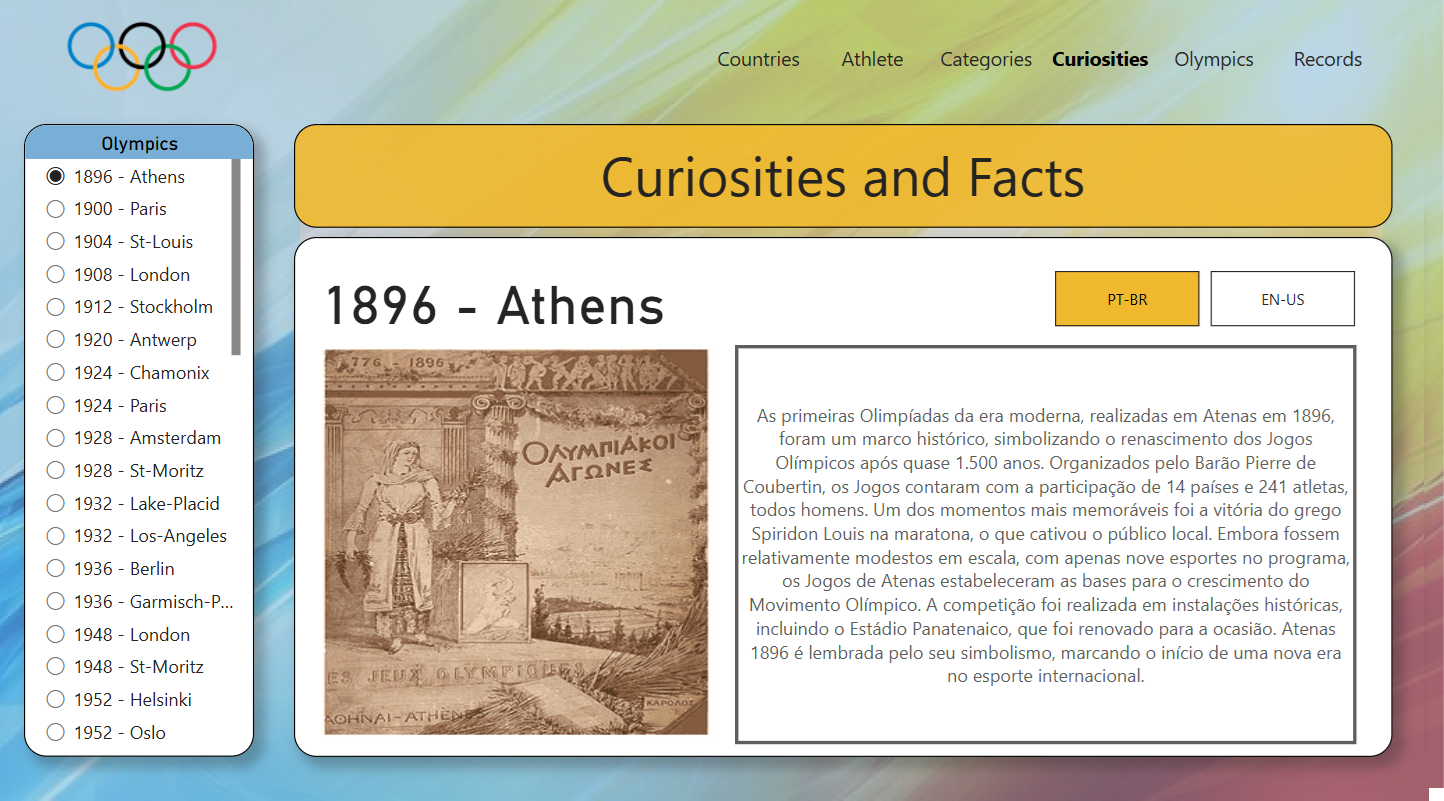 Countries Athlete Categories Curiosities Olympics Records
Olympics
1896 - Athens
1900 - Paris
1904 - St-Louis
1908 - London
1912 - Stockholm
1920 - Antwerp
1924 - Chamonix
1924 - Paris
1928 - Amsterdam
1928 - St-Moritz
1932 - Lake-Placid
1932 - Los-Angeles
1936 - Berlin
1936 - Garmisch-P...
1948 - London
1948 - St-Moritz
1952 - Helsinki
1952 - Oslo
Curiosities and Facts
1896 - Athens
PT-BR
EN-US
776 - 1896
ΟΛΥΜΠΙΑΚΟΙ
ΑΓΩΝΕΣ
ES JEUX OLYMPIQUES
ΚΑΡΟΛΟΣ
ΑΘΗΝΑΙ - ATHÈNE
As primeiras Olimpíadas da era moderna, realizadas em Atenas em 1896,
foram um marco histórico, simbolizando o renascimento dos Jogos
Olímpicos após quase 1.500 anos. Organizados pelo Barão Pierre de
Coubertin, os Jogos contaram com a participação de 14 países e 241 atletas,
todos homens. Um dos momentos mais memoráveis foi a vitória do grego
Spiridon Louis na maratona, o que cativou o público local. Embora fossem
relativamente modestos em escala, com apenas nove esportes no programa,
os Jogos de Atenas estabeleceram as bases para o crescimento do
Movimento Olímpico. A competição foi realizada em instalações históricas,
incluindo o Estádio Panatenaico, que foi renovado para a ocasião. Atenas
1896 é lembrada pelo seu simbolismo, marcando o início de uma nova era
no esporte internacional.